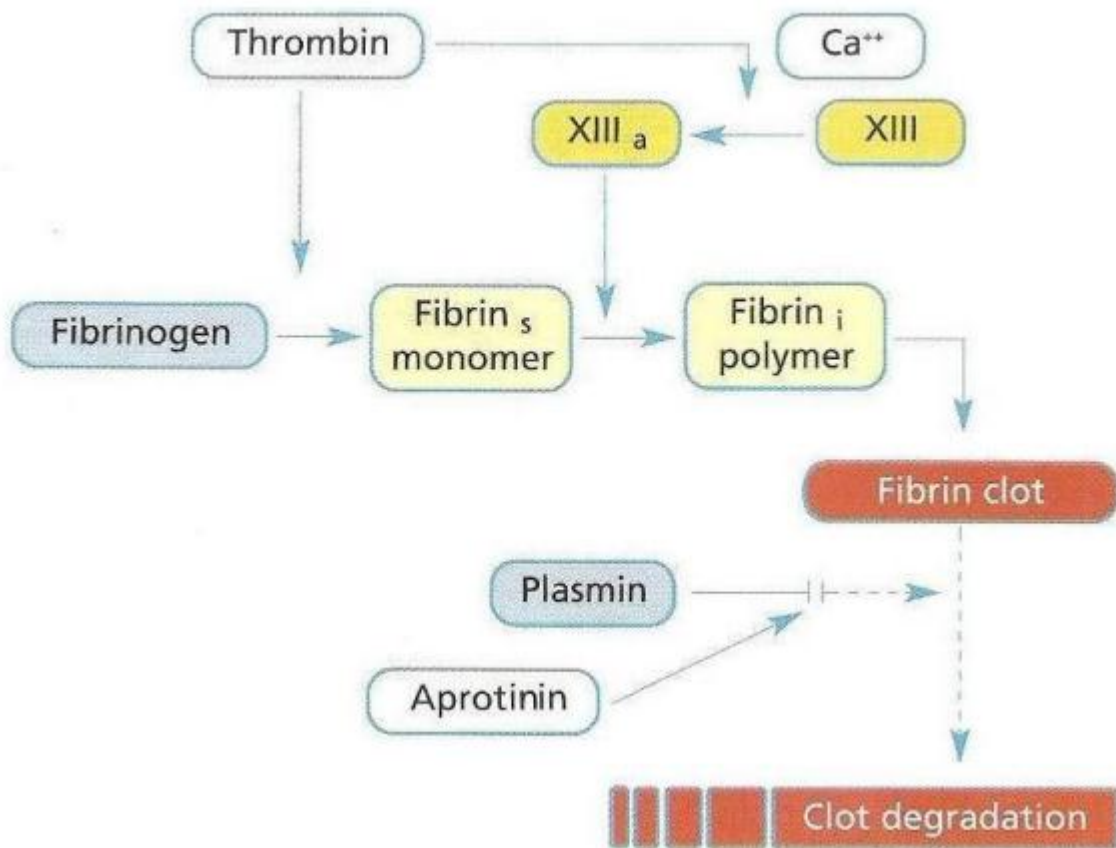 Thrombin
Ca++
XIII a
XIII
Fibrinogen
Fibrin s
monomer
Fibrin i
polymer
Fibrin clot
Plasmin
Aprotinin
Clot degradation